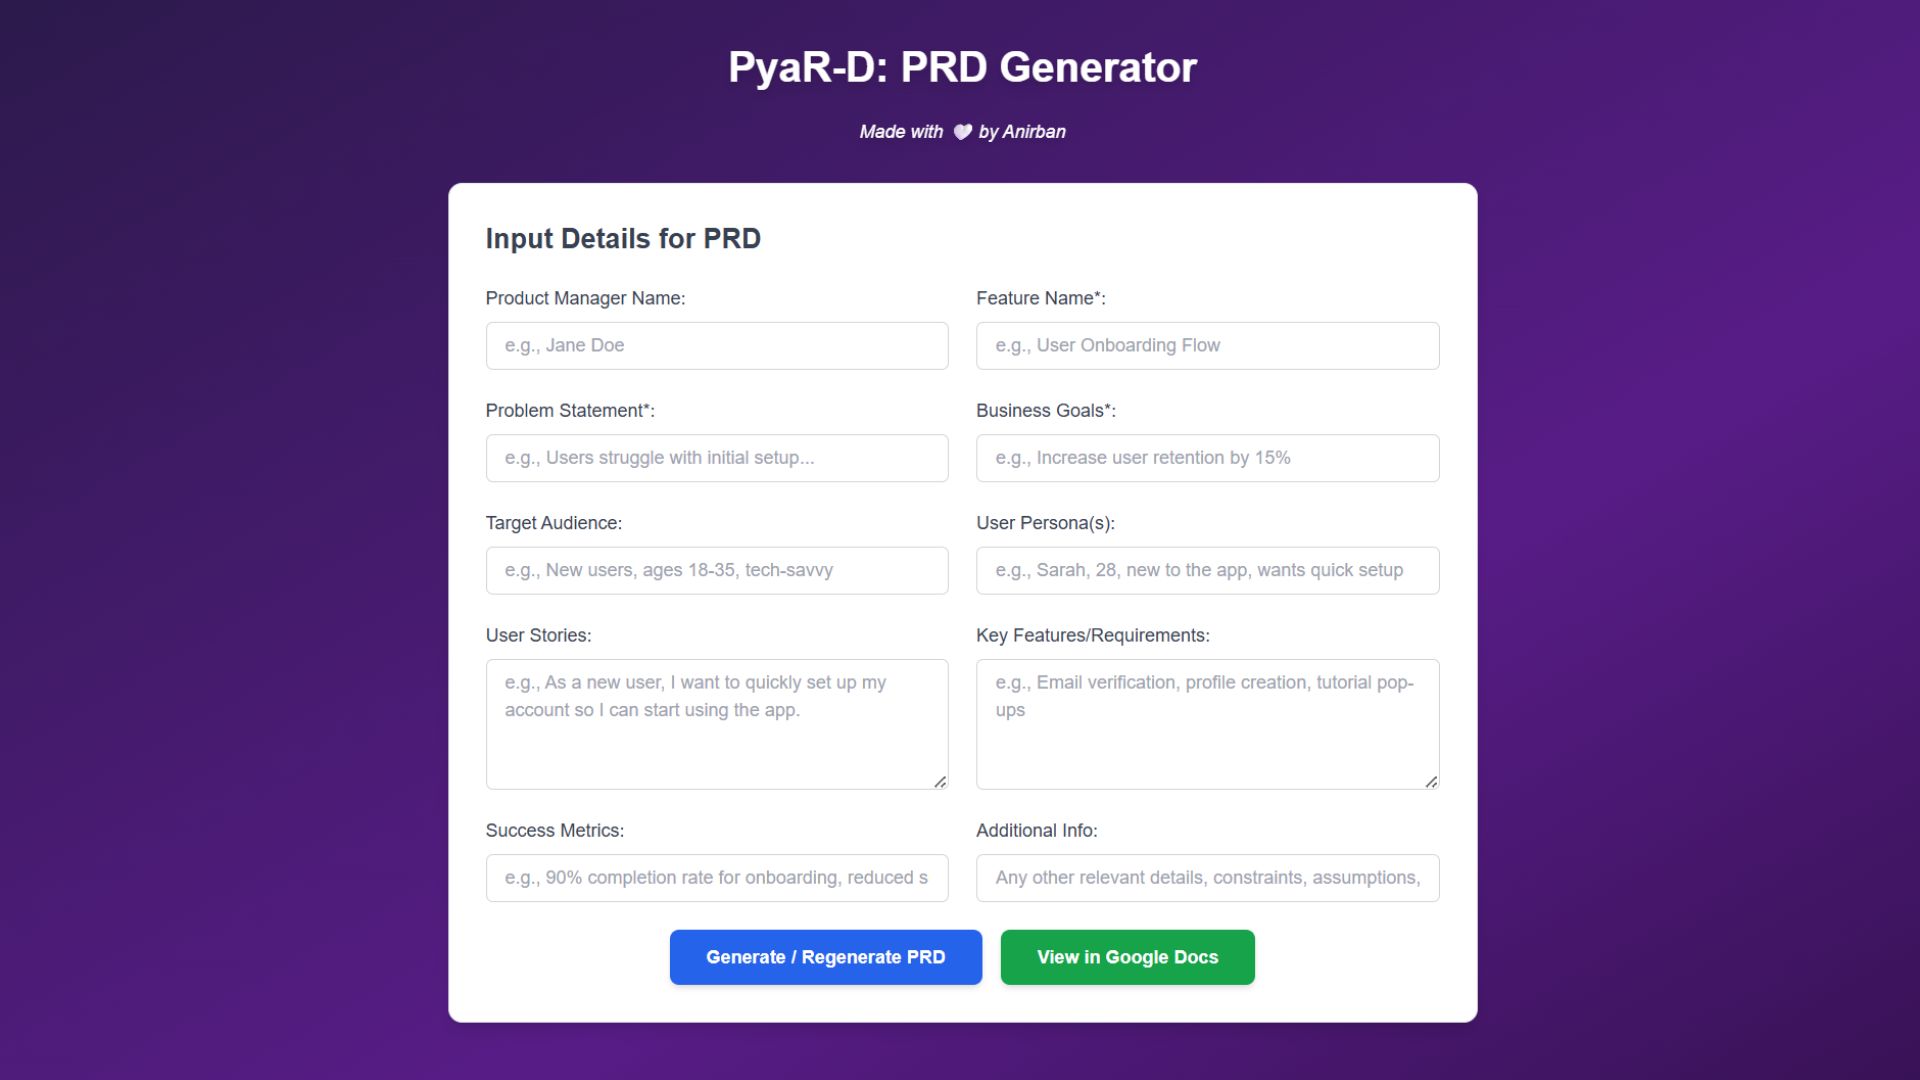 PyaR-D: PRD Generator
Made with 🤍 by Anirban
Input Details for PRD
Product Manager Name:
e.g., Jane Doe
Feature Name*:
e.g., User Onboarding Flow
Problem Statement*:
e.g., Users struggle with initial setup...
Business Goals*:
e.g., Increase user retention by 15%
Target Audience:
e.g., New users, ages 18-35, tech-savvy
User Persona(s):
e.g., Sarah, 28, new to the app, wants quick setup
User Stories:
e.g., As a new user, I want to quickly set up my
account so I can start using the app.
Key Features/Requirements:
e.g., Email verification, profile creation, tutorial pop-
ups
Success Metrics:
e.g., 90% completion rate for onboarding, reduced s
Additional Info:
Any other relevant details, constraints, assumptions,
Generate / Regenerate PRD
View in Google Docs